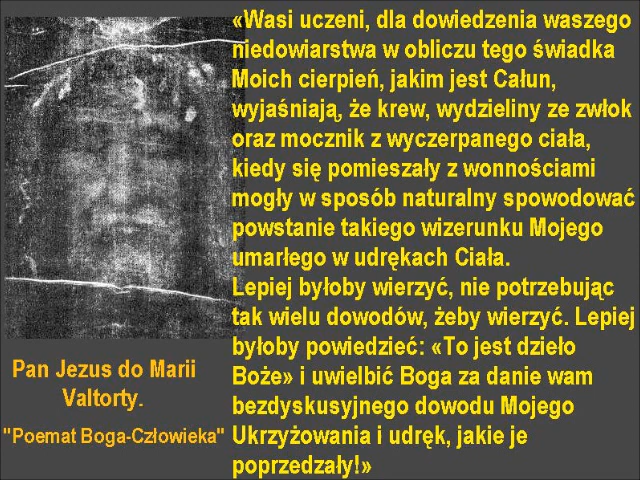 «Wasi uczeni, dla dowiedzenia waszego
niedowiarstwa w obliczu tego świadka
Moich cierpień, jakim jest Całun,
wyjaśniają, że krew, wydzieliny ze zwłok
oraz mocznik z wyczerpanego ciała,
kiedy się pomieszały z wonnościami
mogły w sposób naturalny spowodować
powstanie takiego wizerunku Mojego
umarłego w udrękach Ciała.
Lepiej byłoby wierzyć, nie potrzebując
tak wielu dowodów, żeby wierzyć. Lepiej
byłoby powiedzieć: «To jest dzieło
Boże» i uwielbić Boga za danie wam
bezdyskusyjnego dowodu Mojego
Ukrzyżowania i udręk, jakie je
poprzedzały!»
Pan Jezus do Marii
Valtorty.
"Poemat Boga-Człowieka"